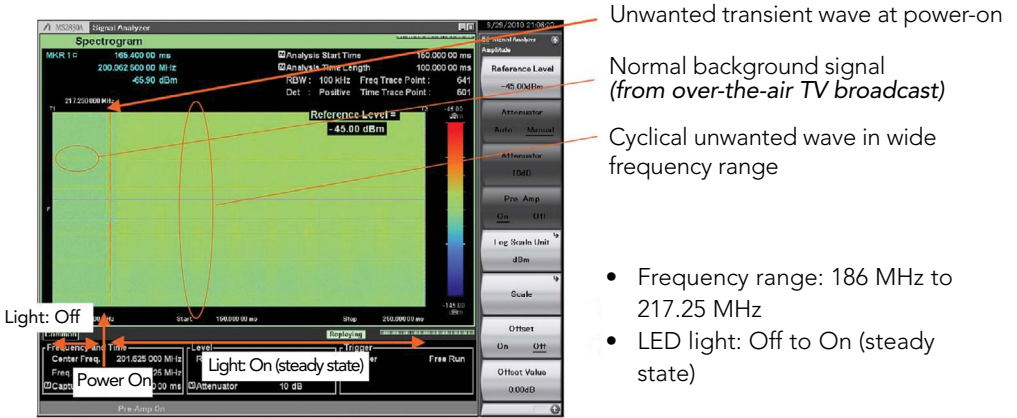 MS2830A Signal Analyzer
9/29/2010 21:06:20
Spectrogram
MKR 1
165.400 00 ms
200.062 500 MHz
-65.90 dBm
Analysis Start Time 150.000 00 ms
Analysis Time Length 100.000 00 ms
RBW: 100 kHz Freq Trace Point: 641
Det : Positive Time Trace Point: 601
217.250 000 MHz
T1
T2
-45.00 dBm
Reference Level =
-45.00 dBm
F
-145.00 dBm
Start 150.000 00 ms
Stop 250.000 00 ms
Replaying
Common
Frequency and Time
Center Freq. 201.625 000 MHz
Level
Attenuator 10 dB
Trigger
Free Run
Pre-Amp On
Signal Analyzer
Amplitude
Reference Level
-45.00dBm
Attenuator
Auto Manual
Attenuator
10dB
Pre-Amp
On Off
Log Scale Unit
dBm
Scale
Offset
On Off
Offset Value
0.00dB
Light: Off
Power On
Light: On (steady state)
Unwanted transient wave at power-on
Normal background signal
(from over-the-air TV broadcast)
Cyclical unwanted wave in wide
frequency range
• Frequency range: 186 MHz to
217.25 MHz
• LED light: Off to On (steady
state)